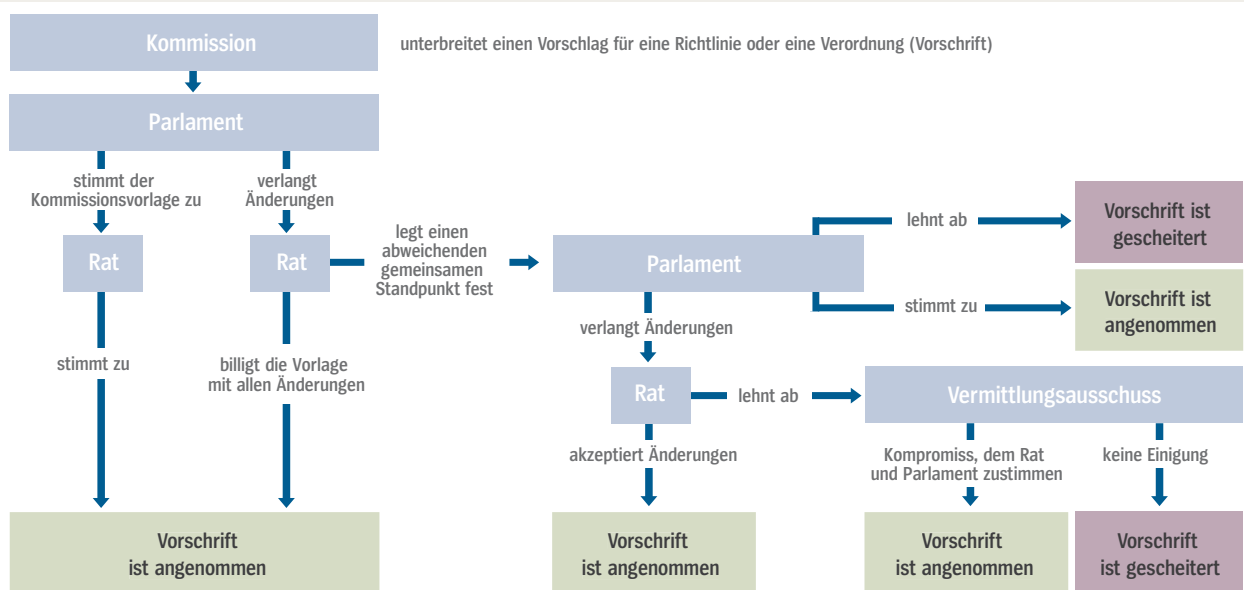 Kommission
unterbreitet einen Vorschlag für eine Richtlinie oder eine Verordnung (Vorschrift)
Parlament
stimmt der
Kommissionsvorlage zu
verlangt
Änderungen
Rat
Rat
legt einen
abweichenden
gemeinsamen
Standpunkt fest
Parlament
lehnt ab
Vorschrift ist
gescheitert
stimmt zu
Vorschrift ist
angenommen
stimmt zu
billigt die Vorlage
mit allen Änderungen
verlangt Änderungen
Rat
lehnt ab
Vermittlungsausschuss
akzeptiert Änderungen
Kompromiss, dem Rat
und Parlament zustimmen
keine Einigung
Vorschrift
ist angenommen
Vorschrift
ist angenommen
Vorschrift
ist angenommen
Vorschrift
ist gescheitert